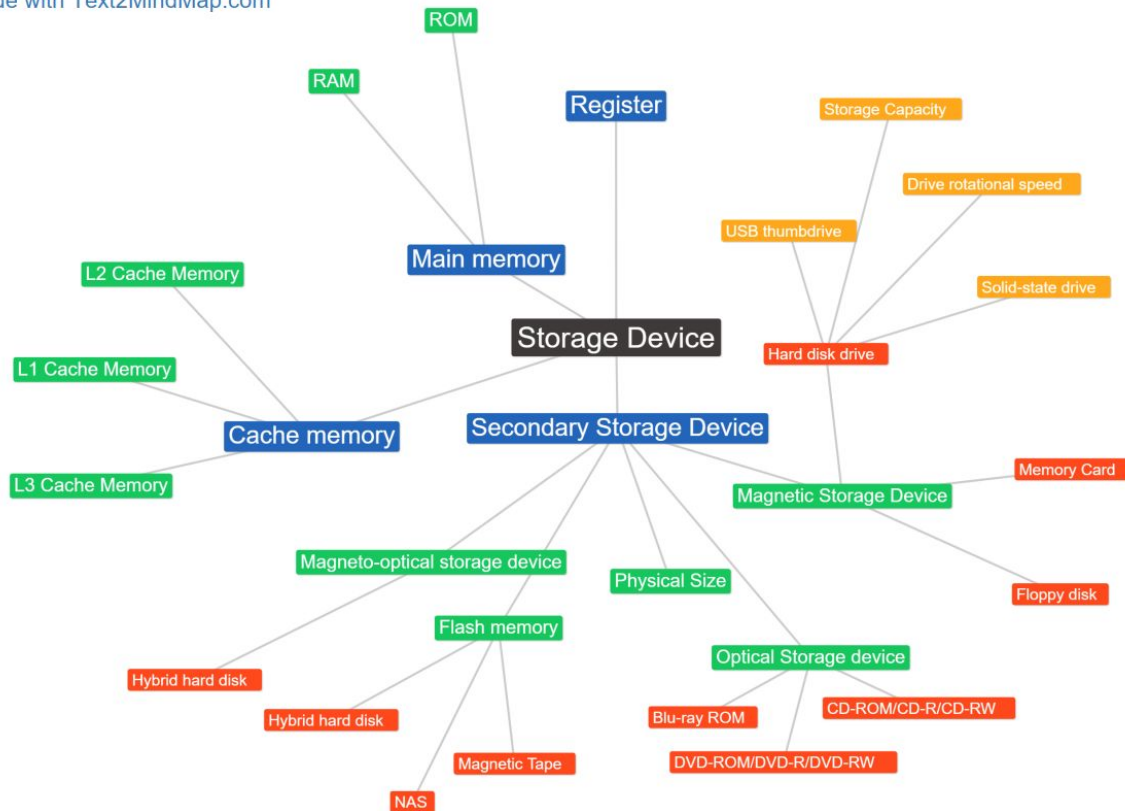 with Text2MindMap.com
ROM
RAM
Register
Storage Capacity
Drive rotational speed
USB thumbdrive
Main memory
L2 Cache Memory
Solid-state drive
Storage Device
Hard disk drive
L1 Cache Memory
Cache memory
Secondary Storage Device
Memory Card
L3 Cache Memory
Magnetic Storage Device
Magneto-optical storage device
Physical Size
Floppy disk
Flash memory
Optical Storage device
Hybrid hard disk
Hybrid hard disk
Blu-ray ROM
CD-ROM/CD-R/CD-RW
Magnetic Tape
DVD-ROM/DVD-R/DVD-RW
NAS